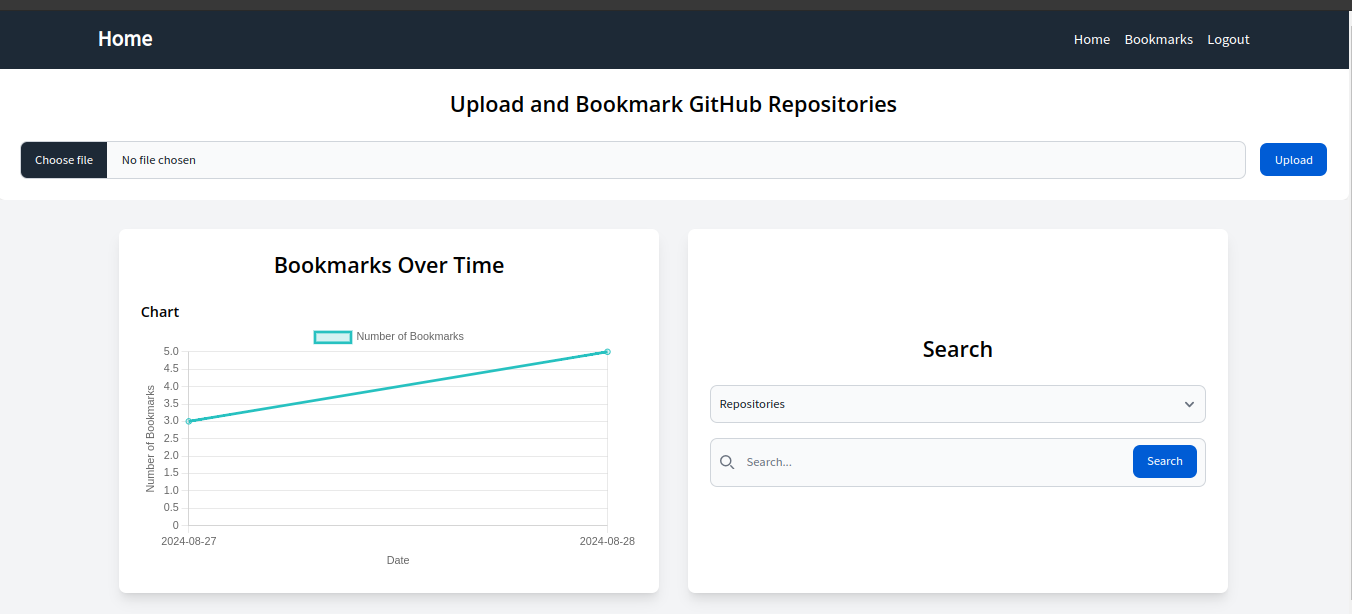 Home
Home Bookmarks Logout
Upload and Bookmark GitHub Repositories
Choose file No file chosen
Upload
Bookmarks Over Time
Chart
Number of Bookmarks
5.0
4.5
4.0
3.5
3.0
2.5
2.0
1.5
1.0
0.5
0
Number of Bookmarks
2024-08-27 2024-08-28
Date
Search
Repositories
Search...
Search